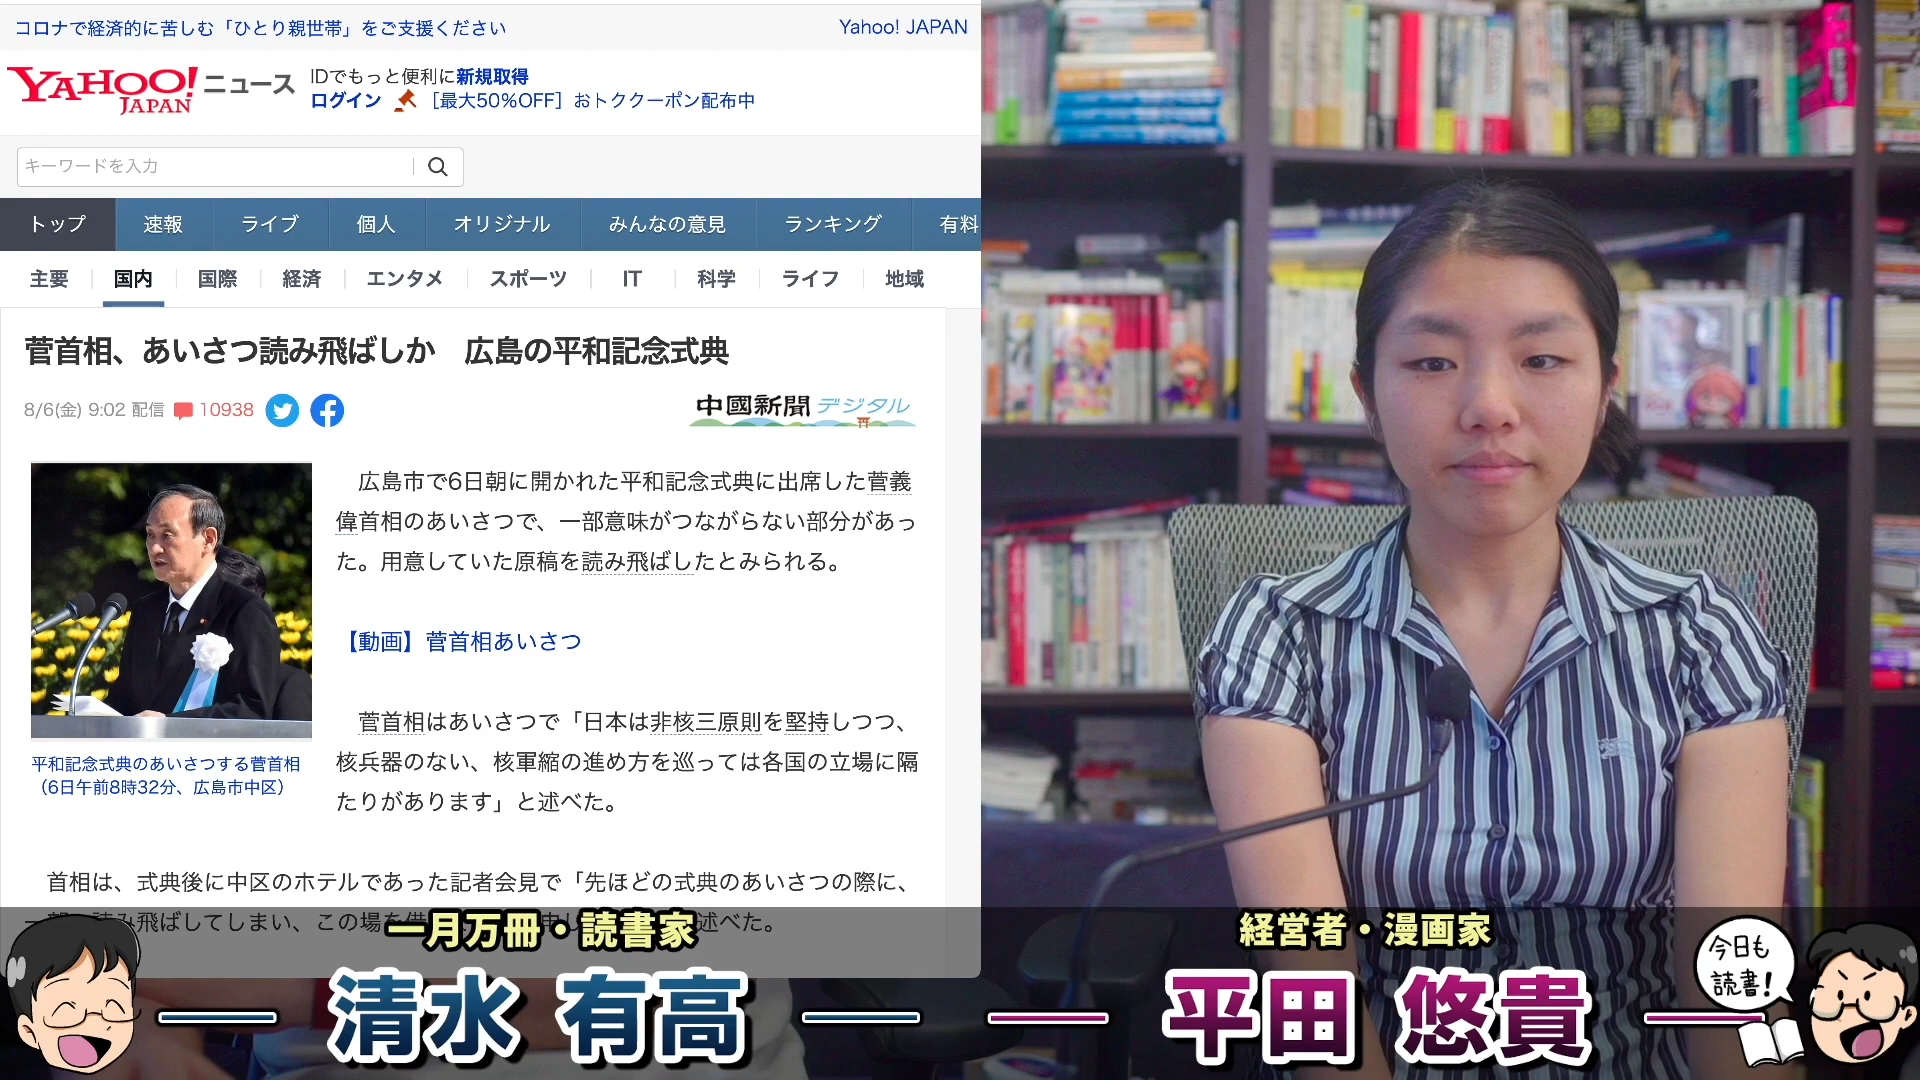 コロナで経済的に苦しむ「ひとり親世帯」をご支援ください
Yahoo! JAPAN
YAHOO! JAPAN ニュース
IDでもっと便利に新規取得
ログイン [最大50%OFF] おトククーポン配布中
キーワードを入力
トップ 速報 ライブ 個人 オリジナル みんなの意見 ランキング 有料
主要 国内 国際 経済 エンタメ スポーツ IT 科学 ライフ 地域
菅首相、あいさつ読み飛ばしか 広島の平和記念式典
8/6(金) 9:02 配信 10938
中國新聞デジタル
広島市で6日朝に開かれた平和記念式典に出席した菅義
偉首相のあいさつで、一部意味がつながらない部分があっ
た。用意していた原稿を読み飛ばしたとみられる。
【動画】菅首相あいさつ
菅首相はあいさつで「日本は非核三原則を堅持しつつ、
核兵器のない、核軍縮の進め方を巡っては各国の立場に隔
たりがあります」と述べた。
平和記念式典のあいさつする菅首相
（6日午前8時32分、広島市中区）
首相は、式典後に中区のホテルであった記者会見で「先ほどの式典のあいさつの際に、
み飛ばしてしまい、この場を 述べた。
一月万冊・読書家
清水 有高
経営者・漫画家
平田 悠貴
今日も
読書!